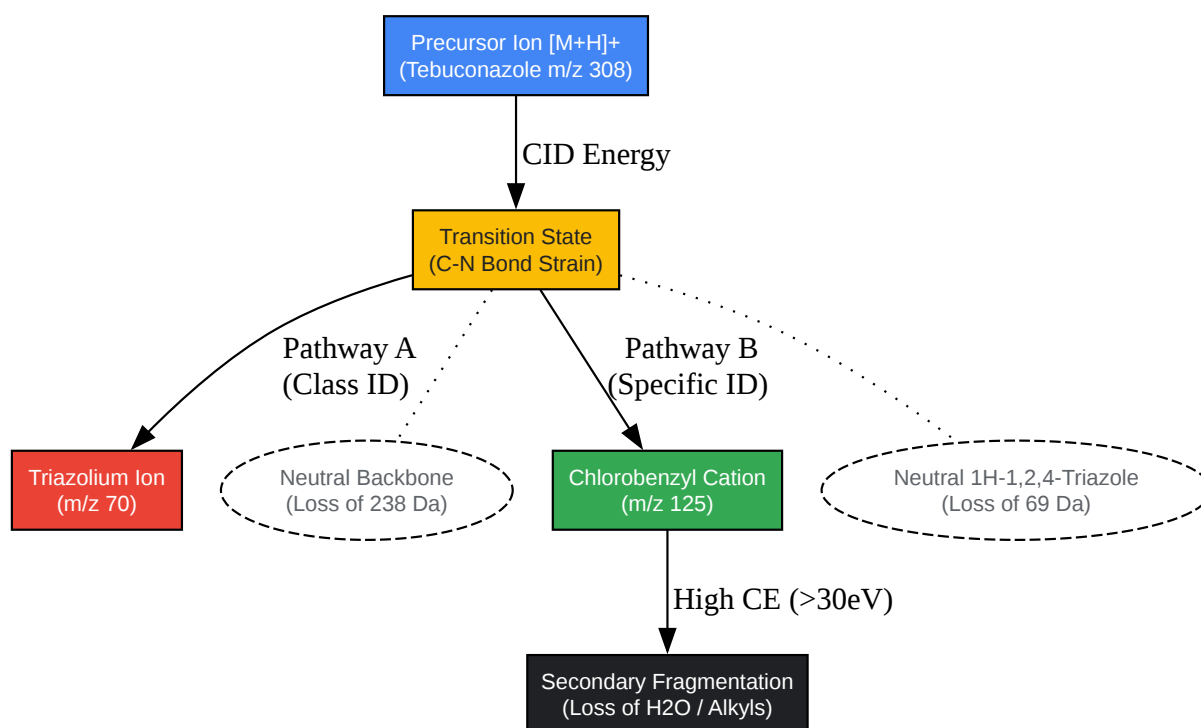 Precursor Ion [M+H]+
(Tebuconazole m/z 308)
CID Energy
Transition State
(C-N Bond Strain)
Pathway A
(Class ID)
Pathway B
(Specific ID)
Triazolium Ion
(m/z 70)
Neutral Backbone
(Loss of 238 Da)
Chlorobenzyl Cation
(m/z 125)
Neutral 1H-1,2,4-Triazole
(Loss of 69 Da)
High CE (>30eV)
Secondary Fragmentation
(Loss of H2O / Alkyls)